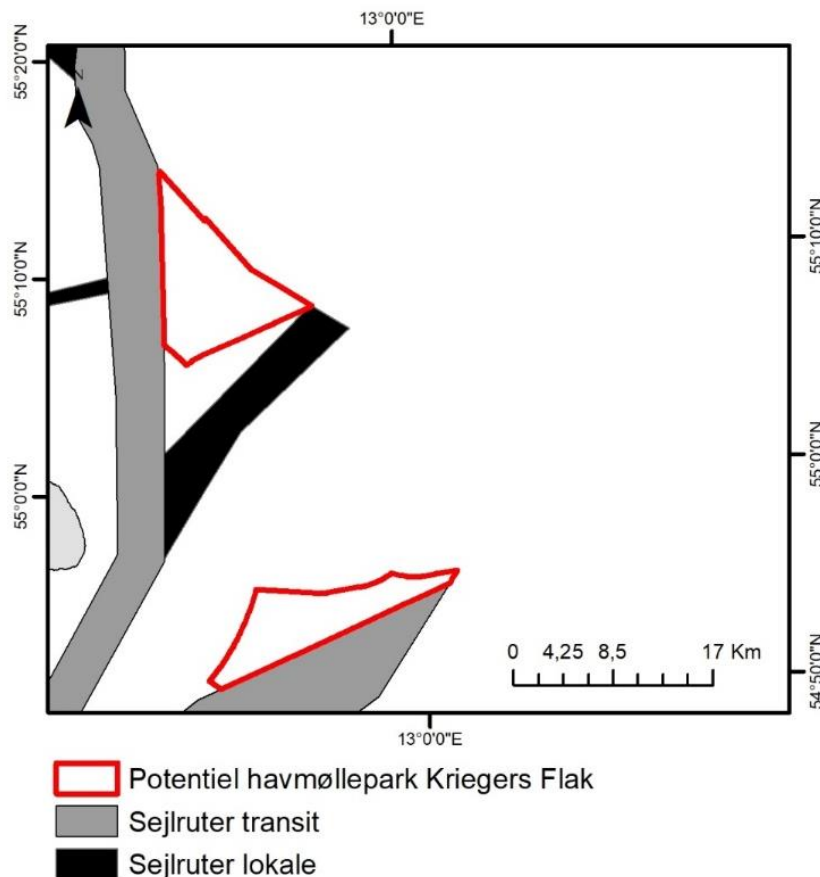 13°0'0"E
55°20'0"N
Z
55°10'0"N
55°10'0"N
55°0'0"N
55°0'0"N
0 4,25 8,5 17 Km
54°50'0"N
13°0'0"E
Potentiel havmøllepark Kriegers Flak
Sejlruter transit
Sejlruter lokale